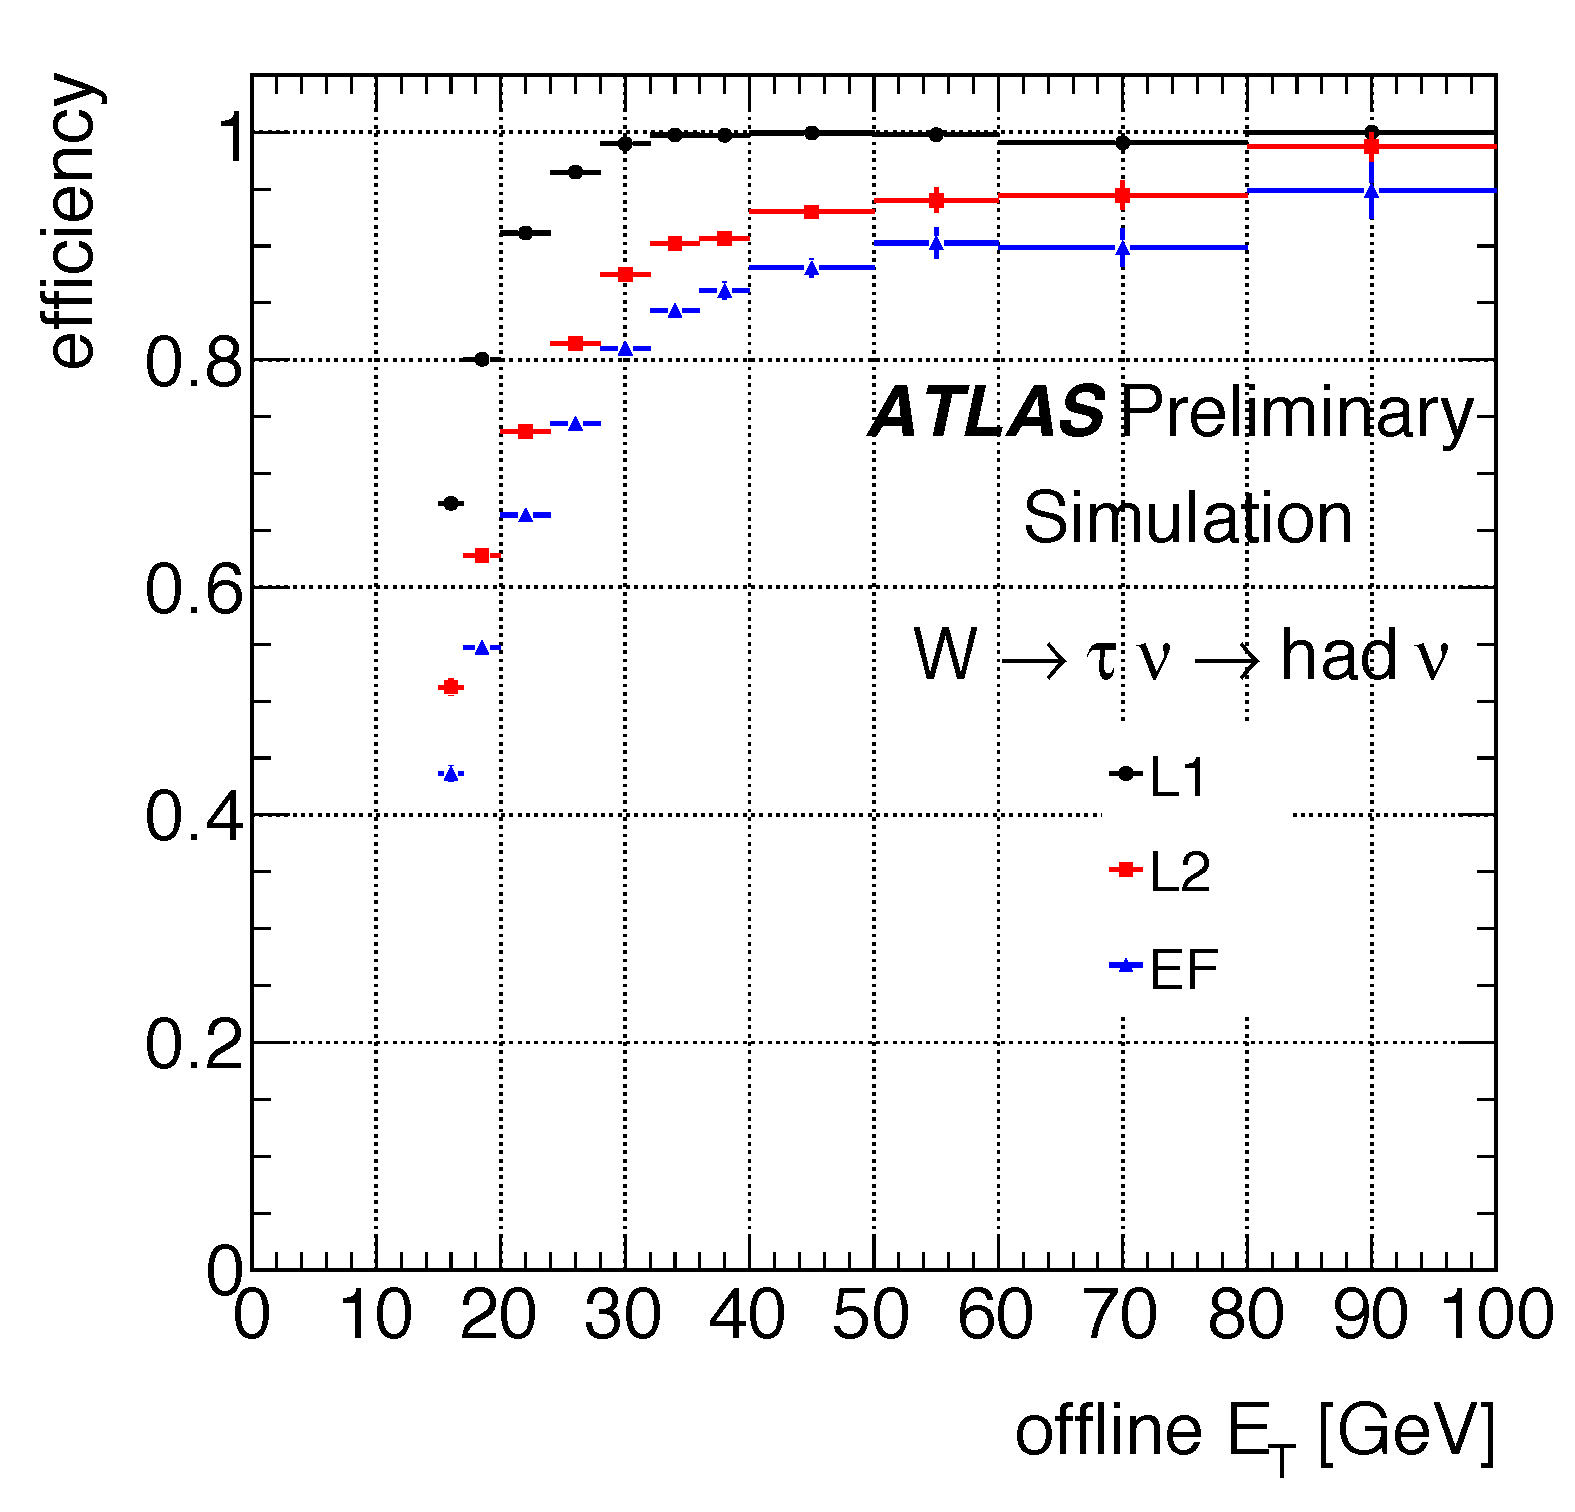 efficiency
1
0.8
0.6
0.4
0.2
0
ATLAS Preliminary
Simulation
W → τ ν → had ν
L1
L2
EF
0 10 20 30 40 50 60 70 80 90 100
offline E_T [GeV]